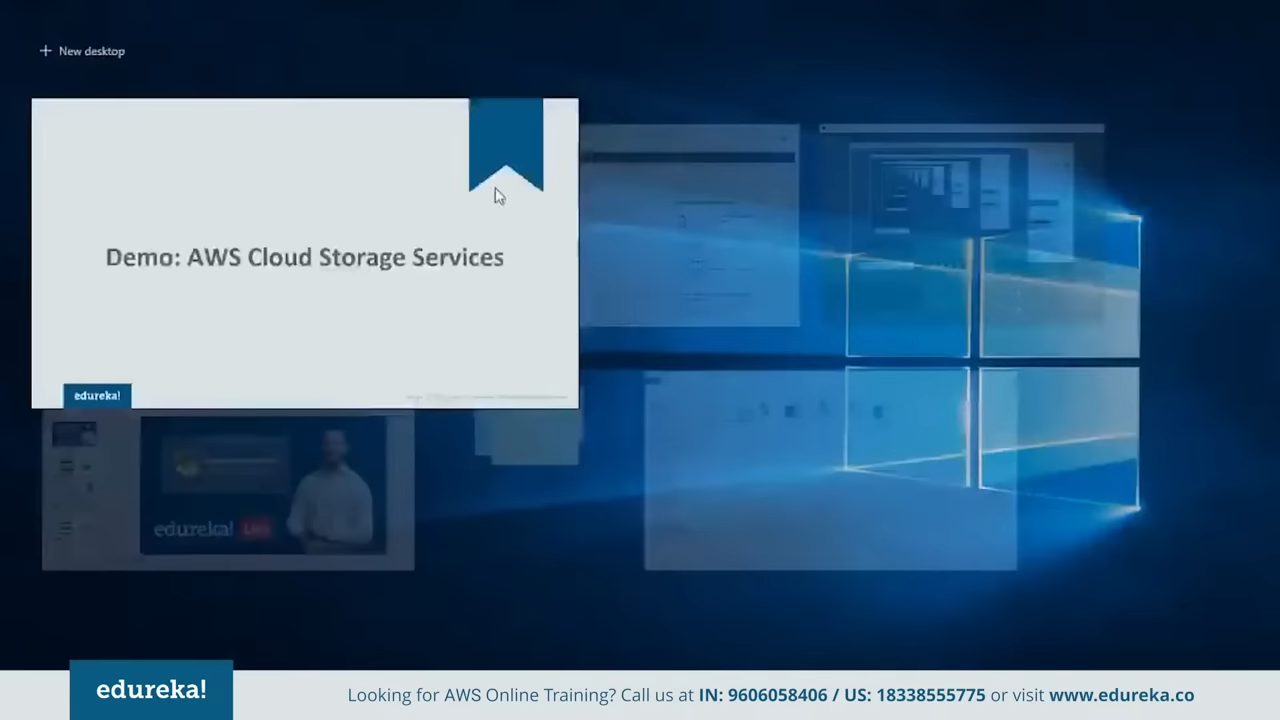 New desktop
Demo: AWS Cloud Storage Services
edureka!
edureka!
edureka!
Looking for AWS Online Training? Call us at IN: 9606058406 / US: 18338555775 or visit www.edureka.co